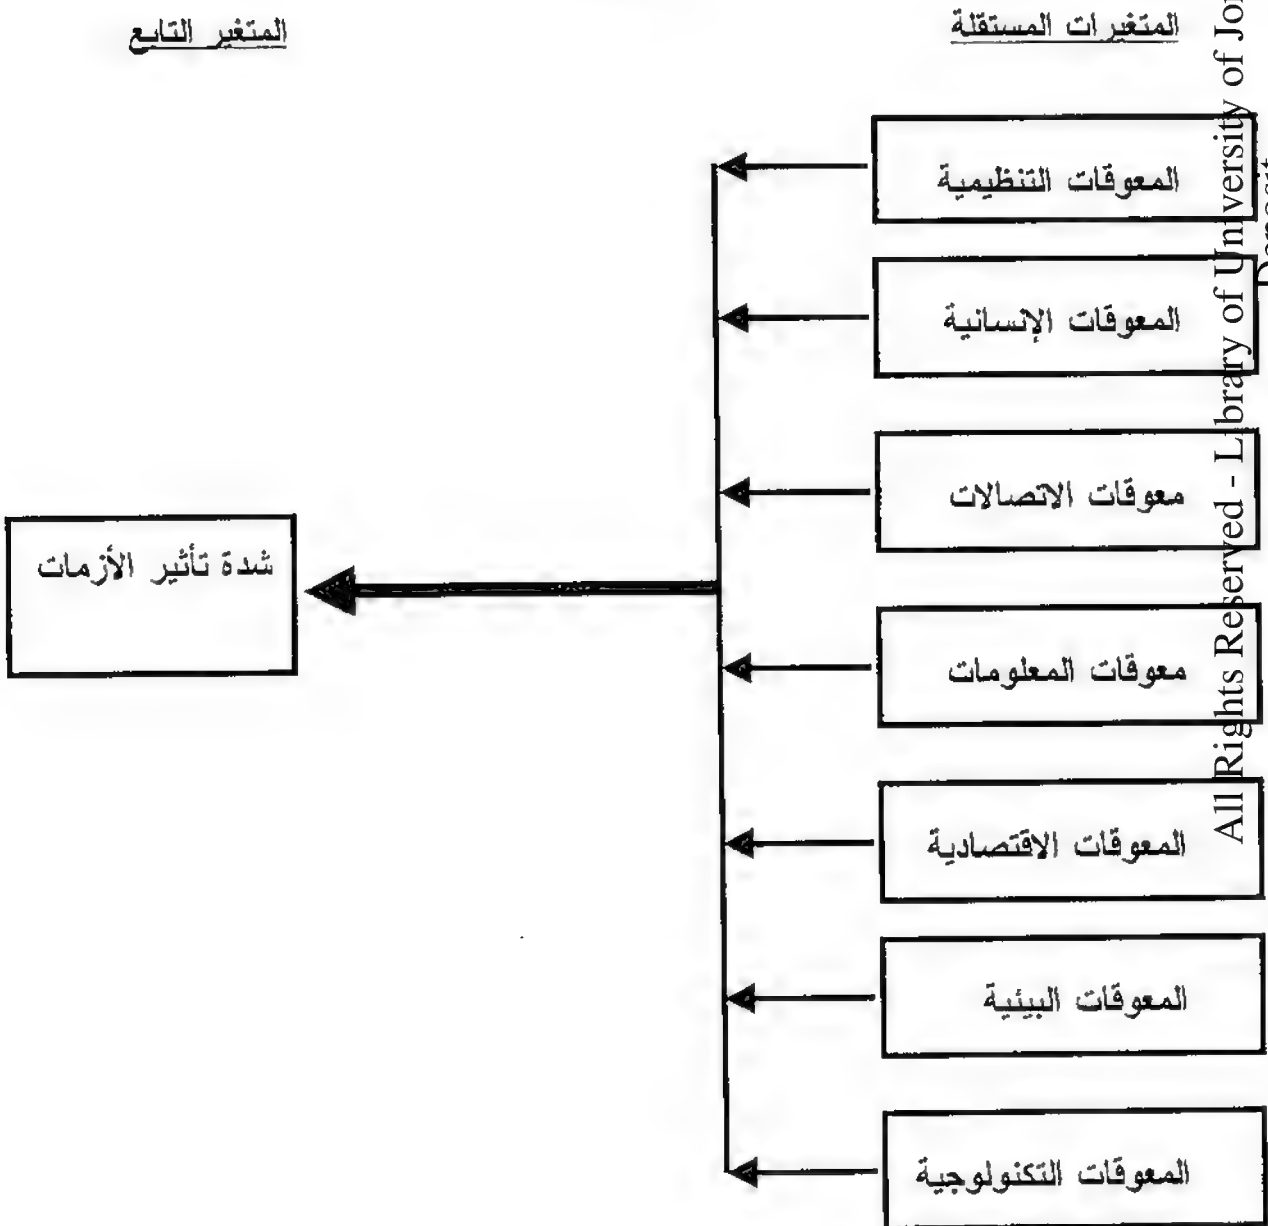 المتغيرات المستقلة
المتغير التابع
المعوقات التنظيمية
المعوقات الإنسانية
معوقات الاتصالات
معوقات المعلومات
المعوقات الاقتصادية
المعوقات البيئية
المعوقات التكنولوجية
شدة تأثير الأزمات
All Rights Reserved - Library of University of